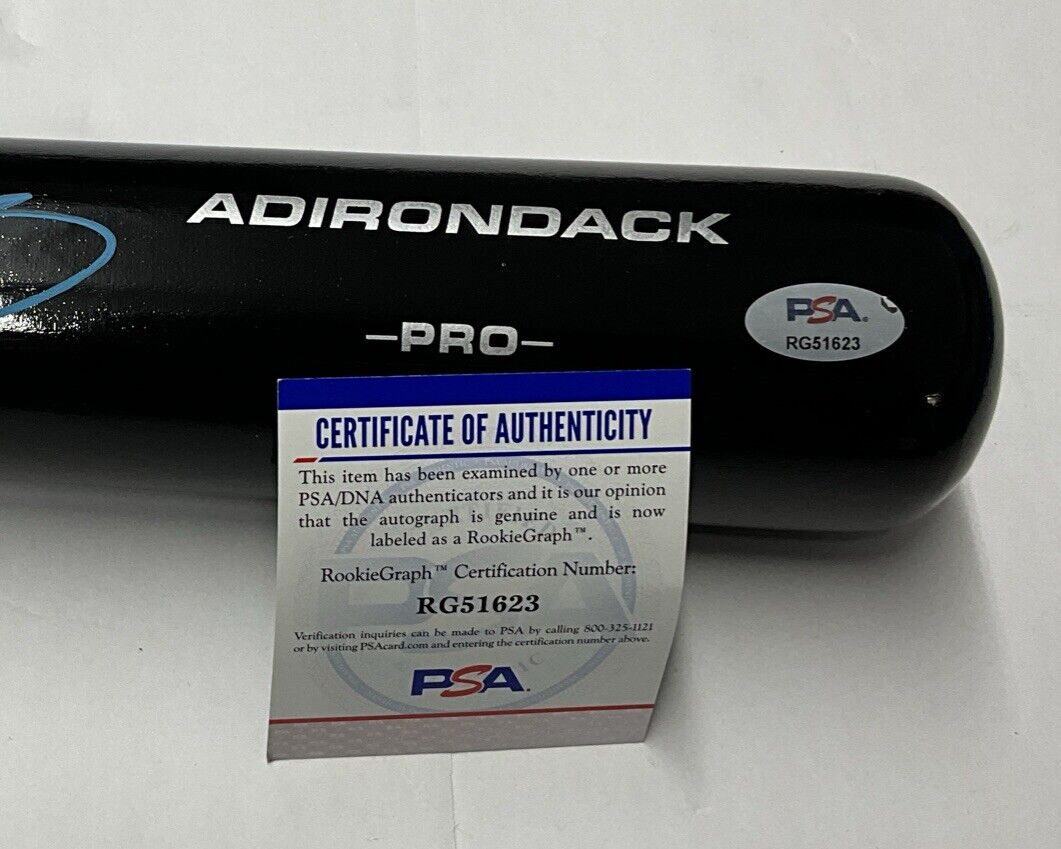 ADIRONDACK
–PRO–
PSA.
RG51623
CERTIFICATE OF AUTHENTICITY
This item has been examined by one or more
PSA/DNA authenticators and it is our opinion
that the autograph is genuine and is now
labeled as a RookieGraph™.
RookieGraph™ Certification Number:
RG51623
Verification inquiries can be made to PSA by calling 800-325-1121
or by visiting PSAcard.com and entering the certification number above.
PSA.